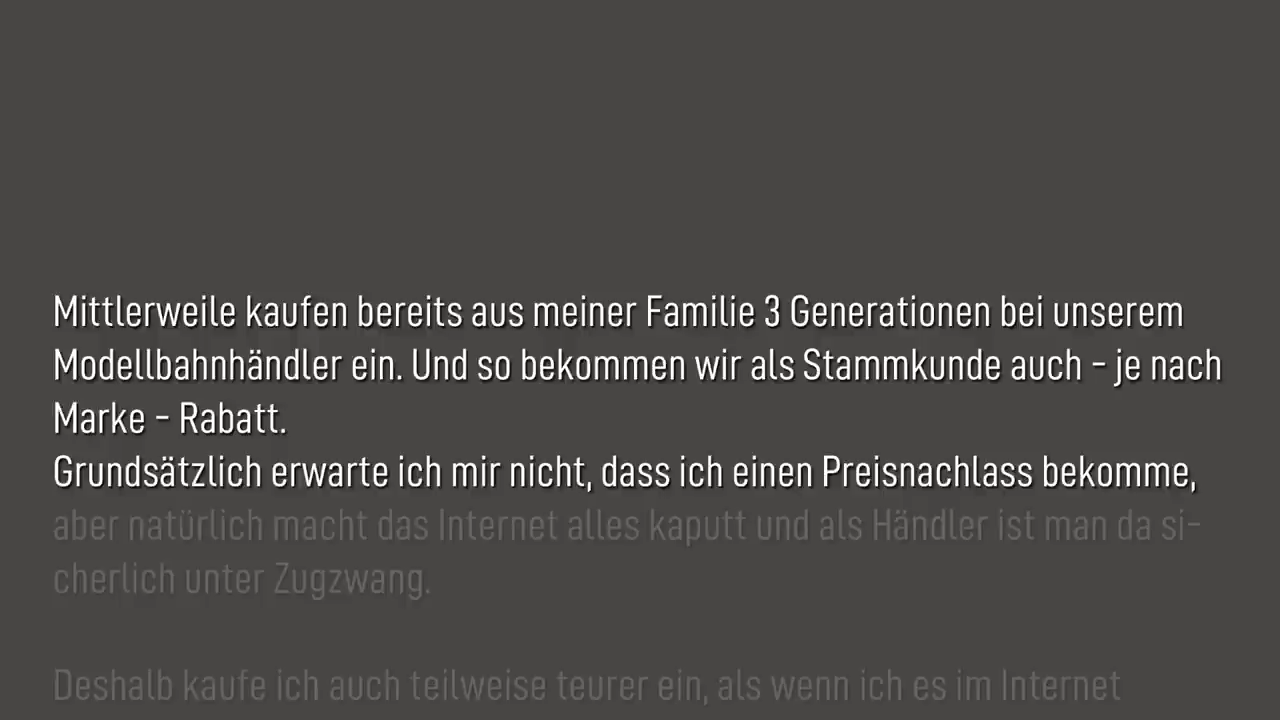 Mittlerweile kaufen bereits aus meiner Familie 3 Generationen bei unserem
Modellbahnhändler ein. Und so bekommen wir als Stammkunde auch - je nach
Marke - Rabatt.
Grundsätzlich erwarte ich mir nicht, dass ich einen Preisnachlass bekomme,
aber natürlich macht das Internet alles kaputt und als Händler ist man da si-
cherlich unter Zugzwang.
Deshalb kaufe ich auch teilweise teurer ein, als wenn ich es im Internet